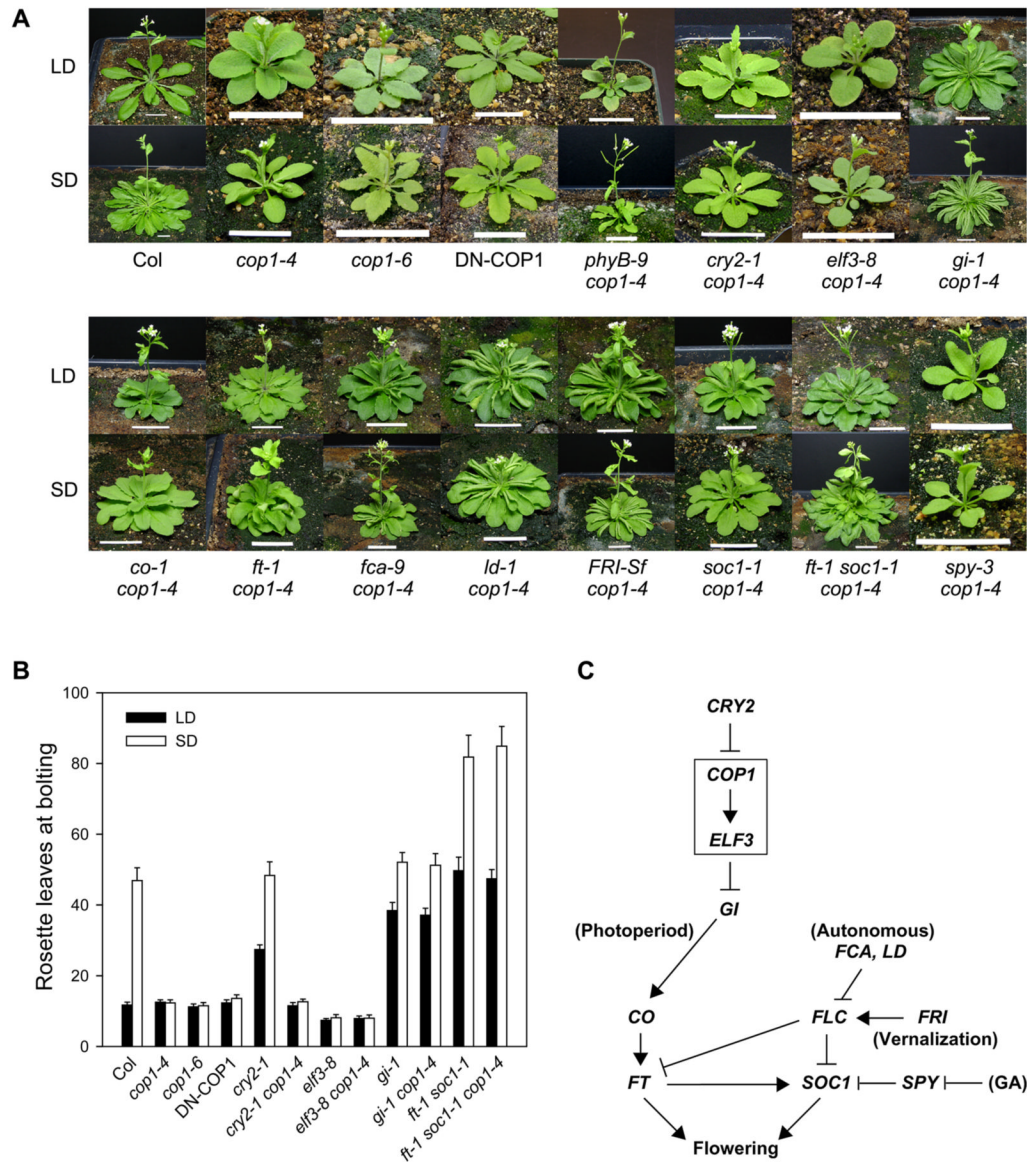 A
LD
SD
Col
cop1-4
cop1-6
DN-COP1
phyB-9
cop1-4
cry2-1
cop1-4
elf3-8
cop1-4
gi-1
cop1-4
LD
SD
co-1
cop1-4
ft-1
cop1-4
fca-9
cop1-4
ld-1
cop1-4
FRI-Sf
cop1-4
soc1-1
cop1-4
ft-1 soc1-1
cop1-4
spy-3
cop1-4
B
Rosette leaves at bolting
100
80
60
40
20
0
LD
SD
Col
cop1-4
cop1-6
DN-COP1
cry2-1
cry2-1 cop1-4
elf3-8
elf3-8 cop1-4
gi-1
gi-1 cop1-4
ft-1 soc1-1
ft-1 soc1-1 cop1-4
C
CRY2
COP1
ELF3
GI
(Photoperiod)
(Autonomous)
FCA, LD
CO
FLC
FRI
(Vernalization)
FT
SOC1
SPY
(GA)
Flowering